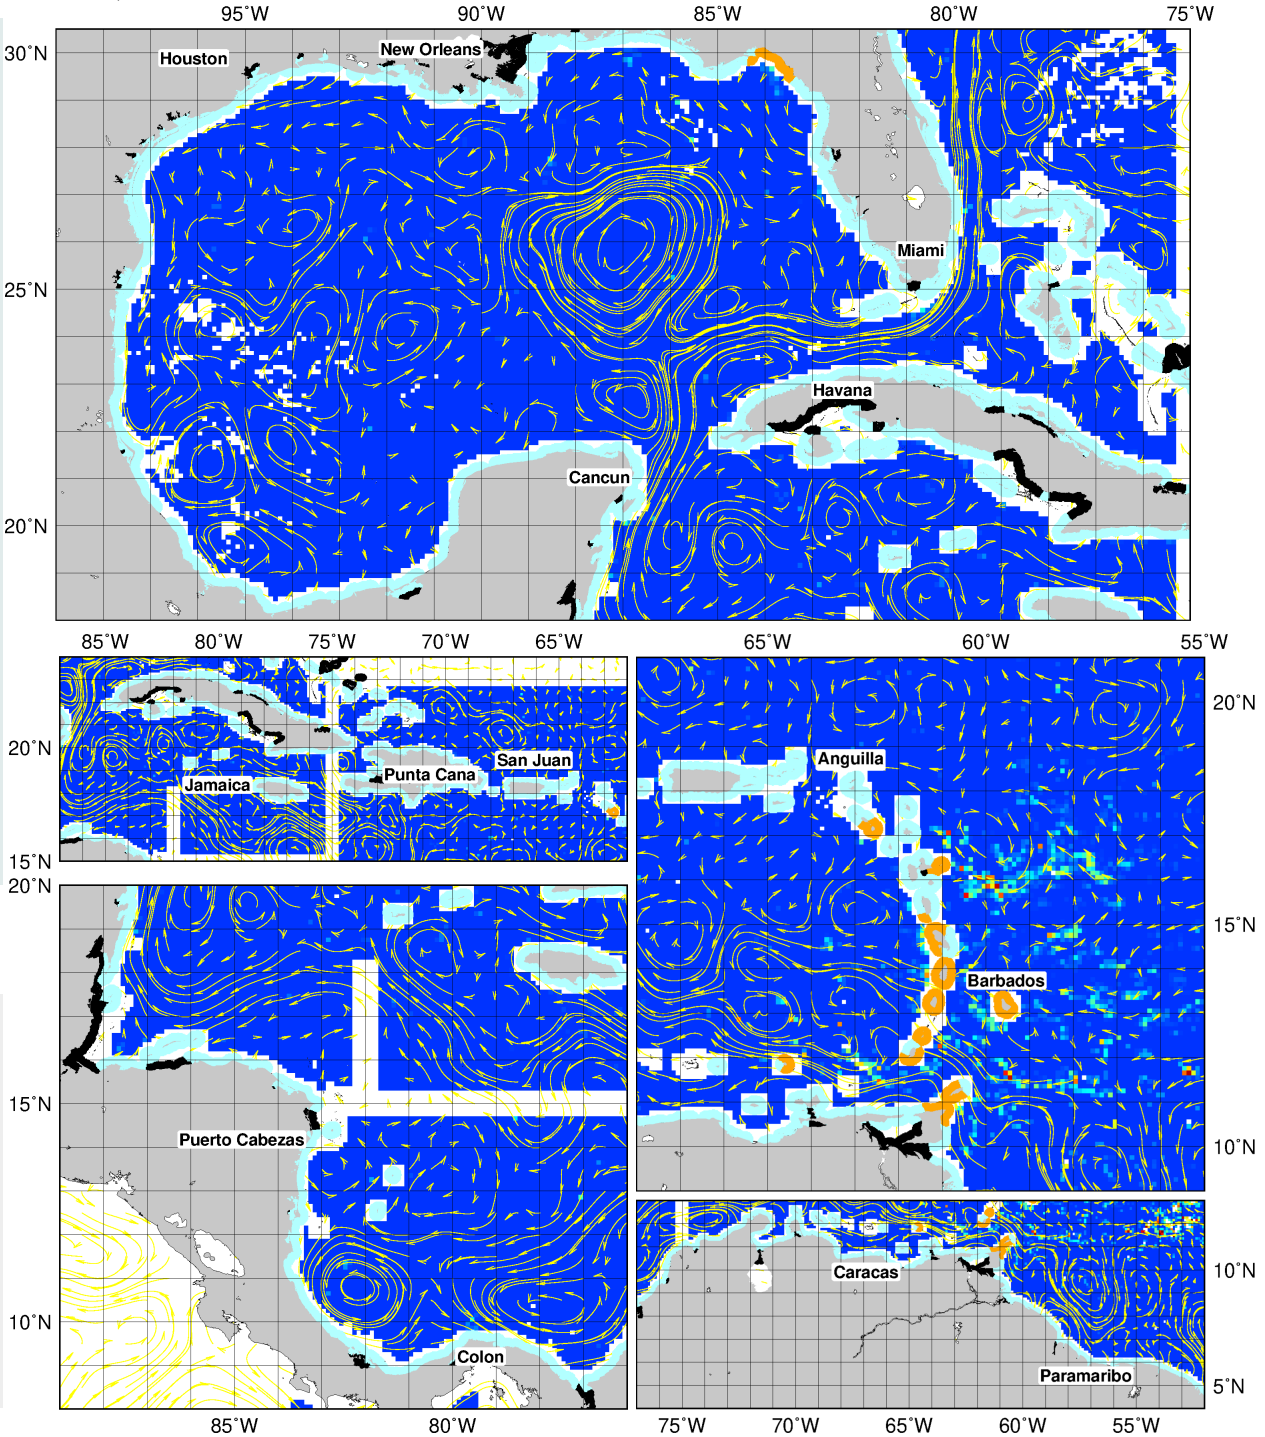 95°W 90°W 85°W 80°W 75°W
30°N
Houston
New Orleans
Miami
25°N
Havana
Cancun
20°N
85°W 80°W 75°W 70°W 65°W
65°W 60°W 55°W
20°N
Jamaica
Punta Cana
San Juan
15°N
20°N
Anguilla
15°N
Barbados
10°N
20°N
15°N
Puerto Cabezas
10°N
Colon
85°W 80°W
Caracas
10°N
Paramaribo
5°N
75°W 70°W 65°W 60°W 55°W